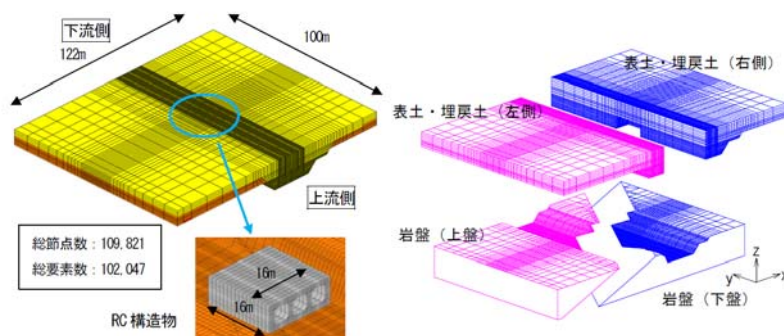 下流側
122m
100m
上流側
総節点数：109,821
総要素数：102,047
16m
16m
RC構造物
表土・埋戻土（右側）
表土・埋戻土（左側）
岩盤（上盤）
岩盤（下盤）
z
y
x